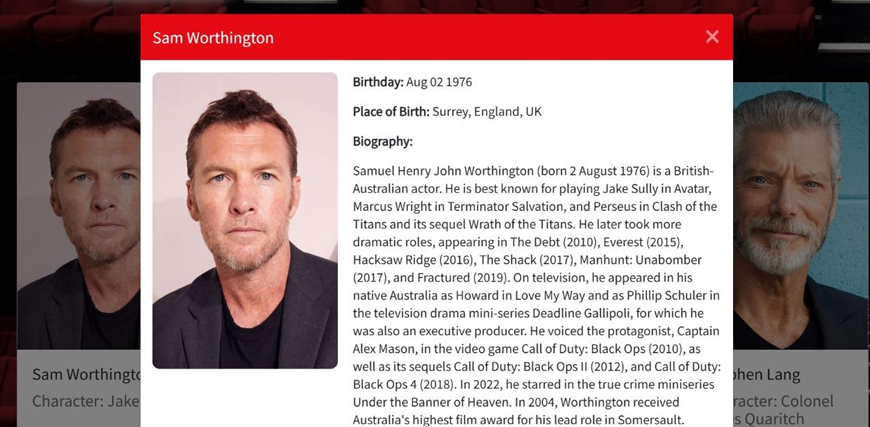 Sam Worthington
Birthday: Aug 02 1976
Place of Birth: Surrey, England, UK
Biography:
Samuel Henry John Worthington (born 2 August 1976) is a British-
Australian actor. He is best known for playing Jake Sully in Avatar,
Marcus Wright in Terminator Salvation, and Perseus in Clash of the
Titans and its sequel Wrath of the Titans. He later took more
dramatic roles, appearing in The Debt (2010), Everest (2015),
Hacksaw Ridge (2016), The Shack (2017), Manhunt: Unabomber
(2017), and Fractured (2019). On television, he appeared in his
native Australia as Howard in Love My Way and as Phillip Schuler in
the television drama mini-series Deadline Gallipoli, for which he
was also an executive producer. He voiced the protagonist, Captain
Alex Mason, in the video game Call of Duty: Black Ops (2010), as
well as its sequels Call of Duty: Black Ops II (2012), and Call of Duty:
Black Ops 4 (2018). In 2022, he starred in the true crime miniseries
Under the Banner of Heaven. In 2004, Worthington received
Australia's highest film award for his lead role in Somersault.
Sam Worthingto
Character: Jake
phen Lang
racter: Colonel
s Quaritch